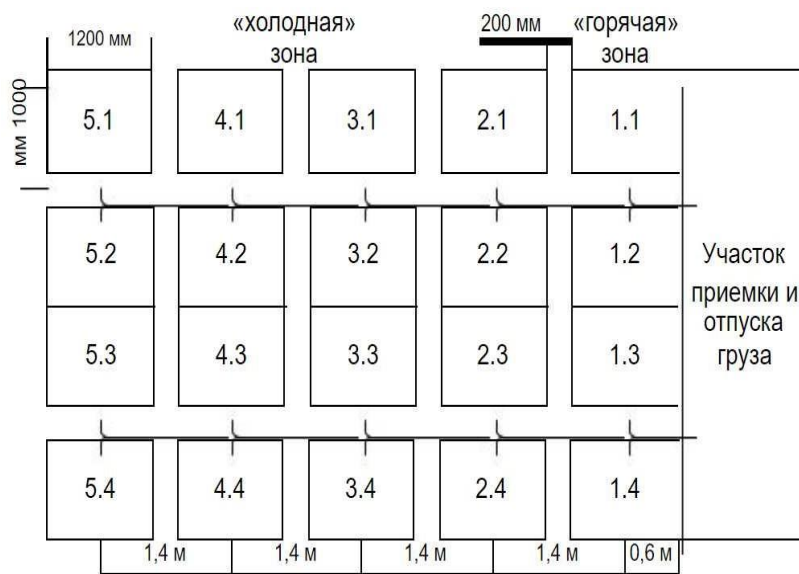 1200 мм
«холодная»
зона
200 мм
«горячая»
зона
мм 1000
5.1 4.1 3.1 2.1 1.1
5.2 4.2 3.2 2.2 1.2
5.3 4.3 3.3 2.3 1.3
Участок
приемки и
отпуска
груза
5.4 4.4 3.4 2.4 1.4
1,4 м 1,4 м 1,4 м 1,4 м 0,6 м